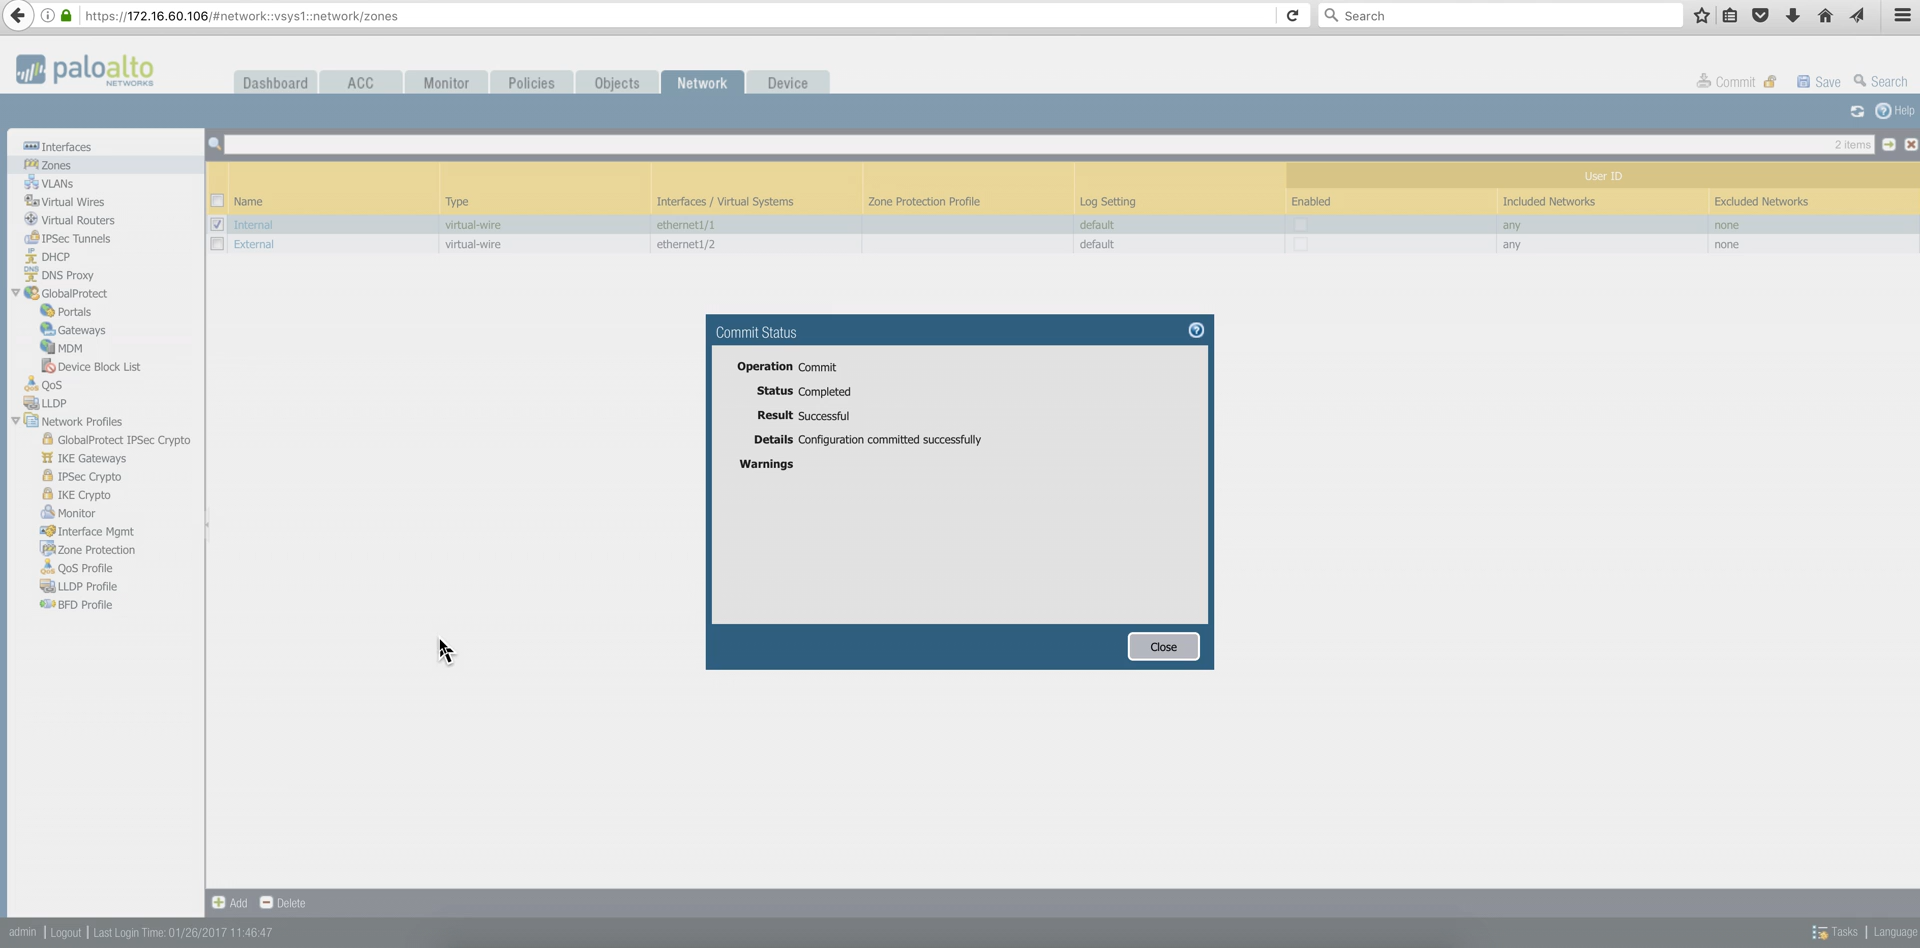 https://172.16.60.106/#network::vsys1::network/zones
Search
paloalto
NETWORKS
Dashboard
ACC
Monitor
Policies
Objects
Network
Device
Commit
Save
Search
Help
Interfaces
Zones
VLANs
Virtual Wires
Virtual Routers
IPSec Tunnels
DHCP
DNS Proxy
GlobalProtect
Portals
Gateways
MDM
Device Block List
QoS
LLDP
Network Profiles
GlobalProtect IPSec Crypto
IKE Gateways
IPSec Crypto
IKE Crypto
Monitor
Interface Mgmt
Zone Protection
QoS Profile
LLDP Profile
BFD Profile
2 items
User ID
Name Type Interfaces / Virtual Systems Zone Protection Profile Log Setting Enabled Included Networks Excluded Networks
Internal virtual-wire ethernet1/1 default any none
External virtual-wire ethernet1/2 default any none
Commit Status
Operation Commit
Status Completed
Result Successful
Details Configuration committed successfully
Warnings
Close
Add Delete
admin | Logout | Last Login Time: 01/26/2017 11:46:47
Tasks | Language